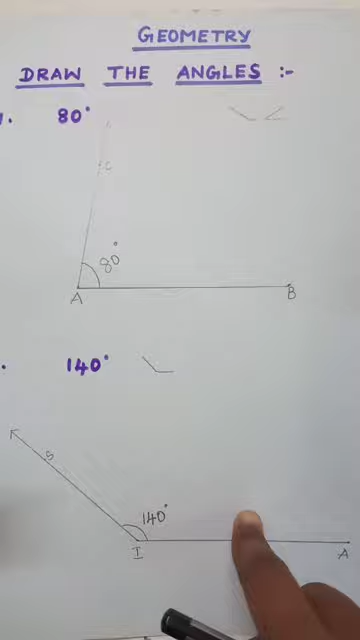 GEOMETRY
DRAW THE ANGLES :-
80°
C
80°
A
B
140°
S
140°
I
A